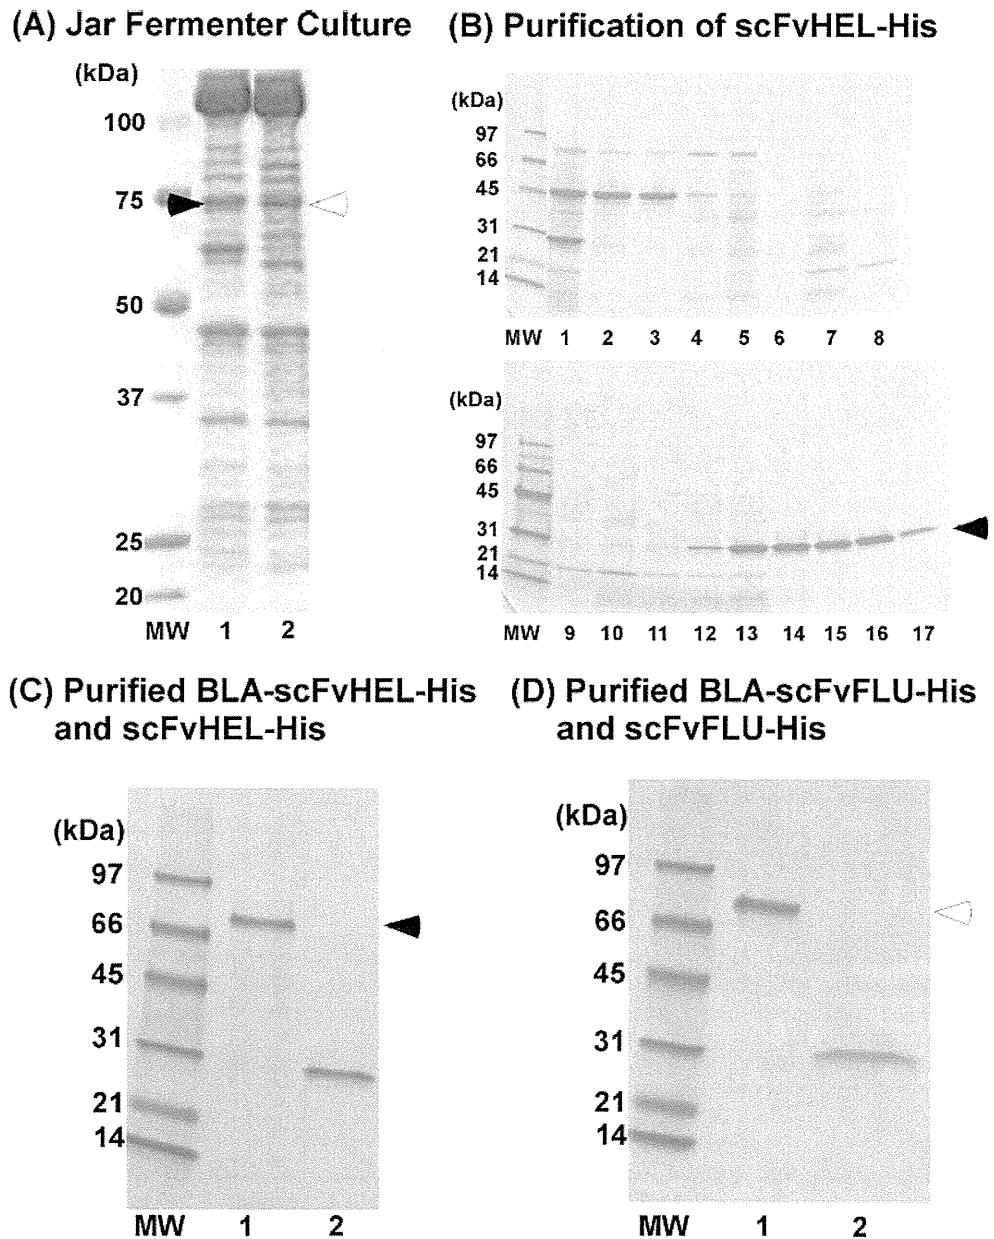 (A) Jar Fermenter Culture
(kDa)
100
75
50
37
25
20
MW 1 2
(B) Purification of scFvHEL-His
(kDa)
97
66
45
31
21
14
MW 1 2 3 4 5 6 7 8
(kDa)
97
66
45
31
21
14
MW 9 10 11 12 13 14 15 16 17
(C) Purified BLA-scFvHEL-His
and scFvHEL-His
(kDa)
97
66
45
31
21
14
MW 1 2
(D) Purified BLA-scFvFLU-His
and scFvFLU-His
(kDa)
97
66
45
31
21
14
MW 1 2